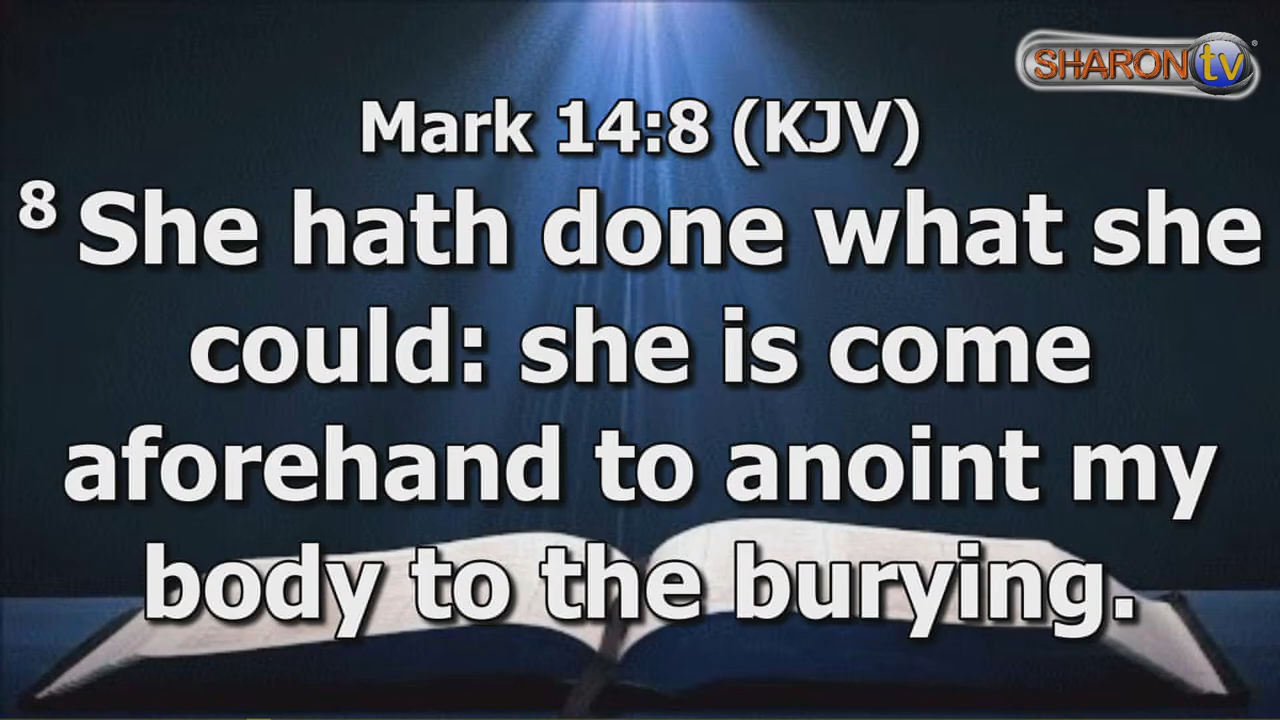 SHARON tv
Mark 14:8 (KJV)
8 She hath done what she
could: she is come
aforehand to anoint my
body to the burying.